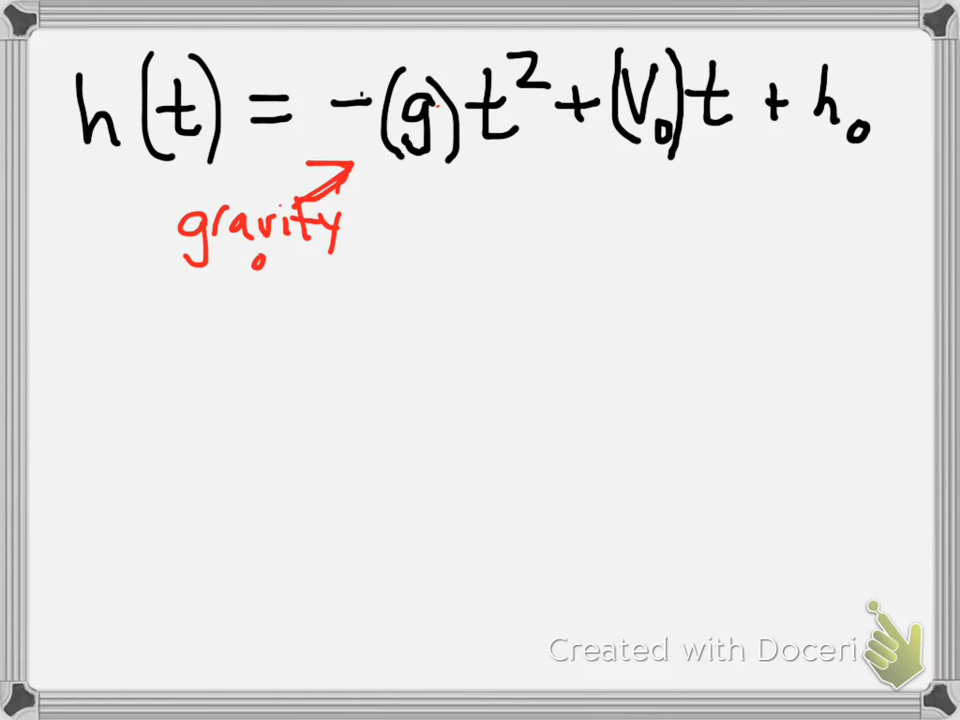 h(t) = -(g)t²+(V₀)t + h₀
gravity
Created with Doceri